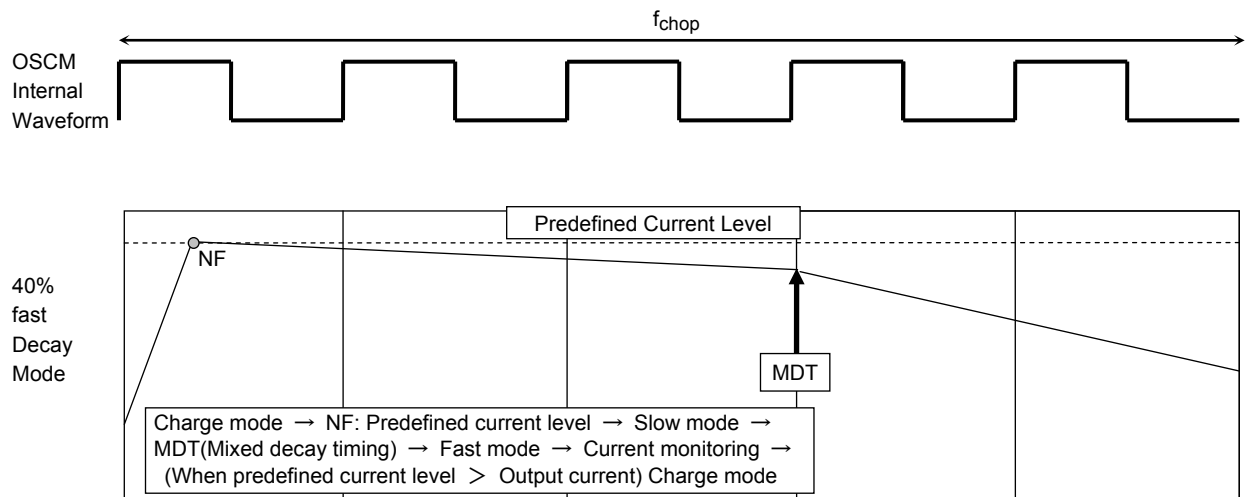 fchop
OSCM
Internal
Waveform
Predefined Current Level
NF
40%
fast
Decay
Mode
MDT
Charge mode → NF: Predefined current level → Slow mode →
MDT(Mixed decay timing) → Fast mode → Current monitoring →
(When predefined current level ＞ Output current) Charge mode